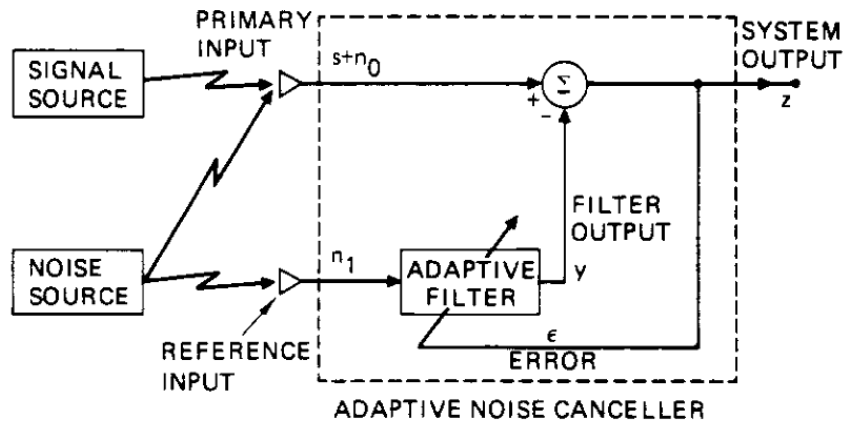 PRIMARY
INPUT
SYSTEM
OUTPUT
SIGNAL
SOURCE
s+n0
+
Σ
-
z
FILTER
OUTPUT
NOISE
SOURCE
n1
ADAPTIVE
FILTER
y
REFERENCE
INPUT
ϵ
ERROR
ADAPTIVE NOISE CANCELLER